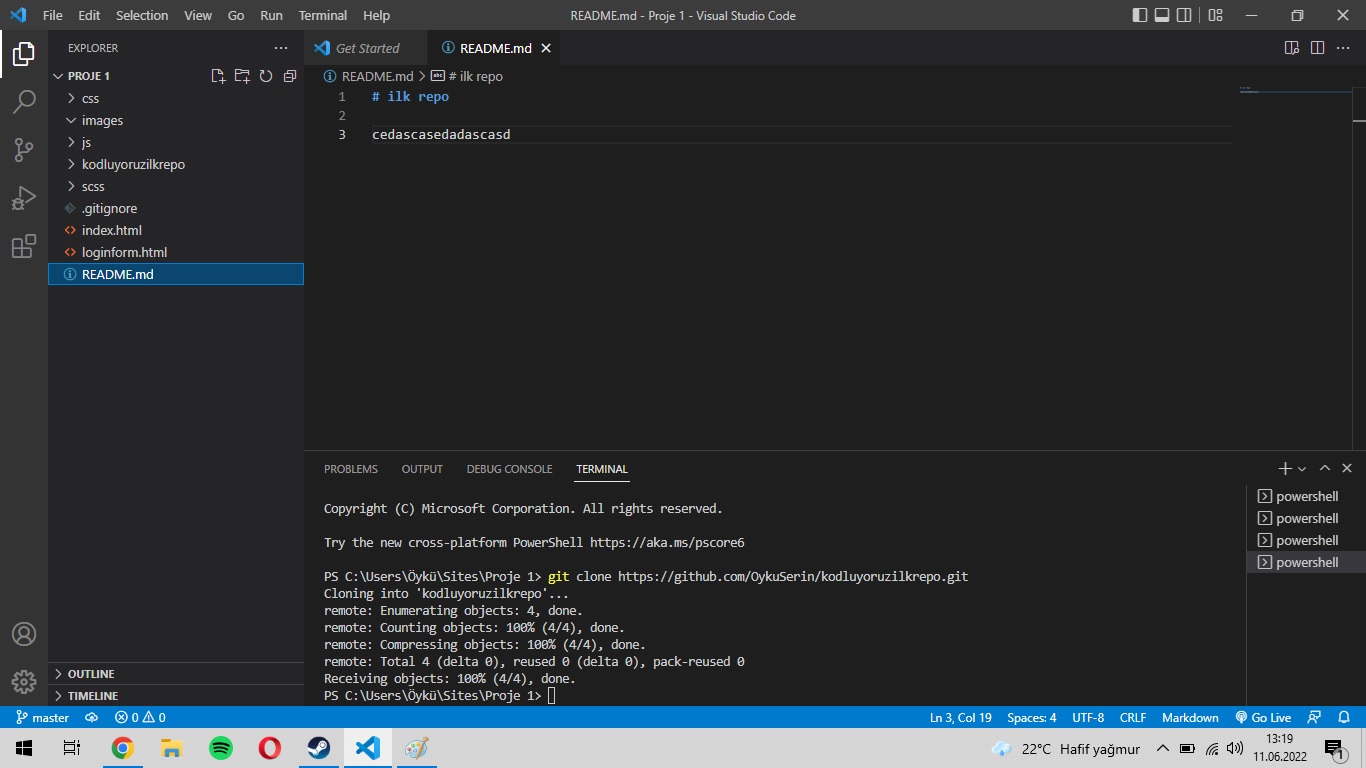 File Edit Selection View Go Run Terminal Help README.md - Proje 1 - Visual Studio Code
EXPLORER
PROJE 1
css
images
js
kodluyoruzilkrepo
scss
.gitignore
index.html
loginform.html
README.md
OUTLINE
TIMELINE
Get Started README.md
README.md > # ilk repo
1 # ilk repo
2
3 cedascasedadascasd
PROBLEMS OUTPUT DEBUG CONSOLE TERMINAL
Copyright (C) Microsoft Corporation. All rights reserved.
Try the new cross-platform PowerShell https://aka.ms/pscore6
PS C:\Users\Öykü\Sites\Proje 1> git clone https://github.com/OykuSerin/kodluyoruzilkrepo.git
Cloning into 'kodluyoruzilkrepo'...
remote: Enumerating objects: 4, done.
remote: Counting objects: 100% (4/4), done.
remote: Compressing objects: 100% (4/4), done.
remote: Total 4 (delta 0), reused 0 (delta 0), pack-reused 0
Receiving objects: 100% (4/4), done.
PS C:\Users\Öykü\Sites\Proje 1>
powershell
powershell
powershell
powershell
master 0 0 Ln 3, Col 19 Spaces: 4 UTF-8 CRLF Markdown Go Live
22°C Hafif yağmur
13:19
11.06.2022
1